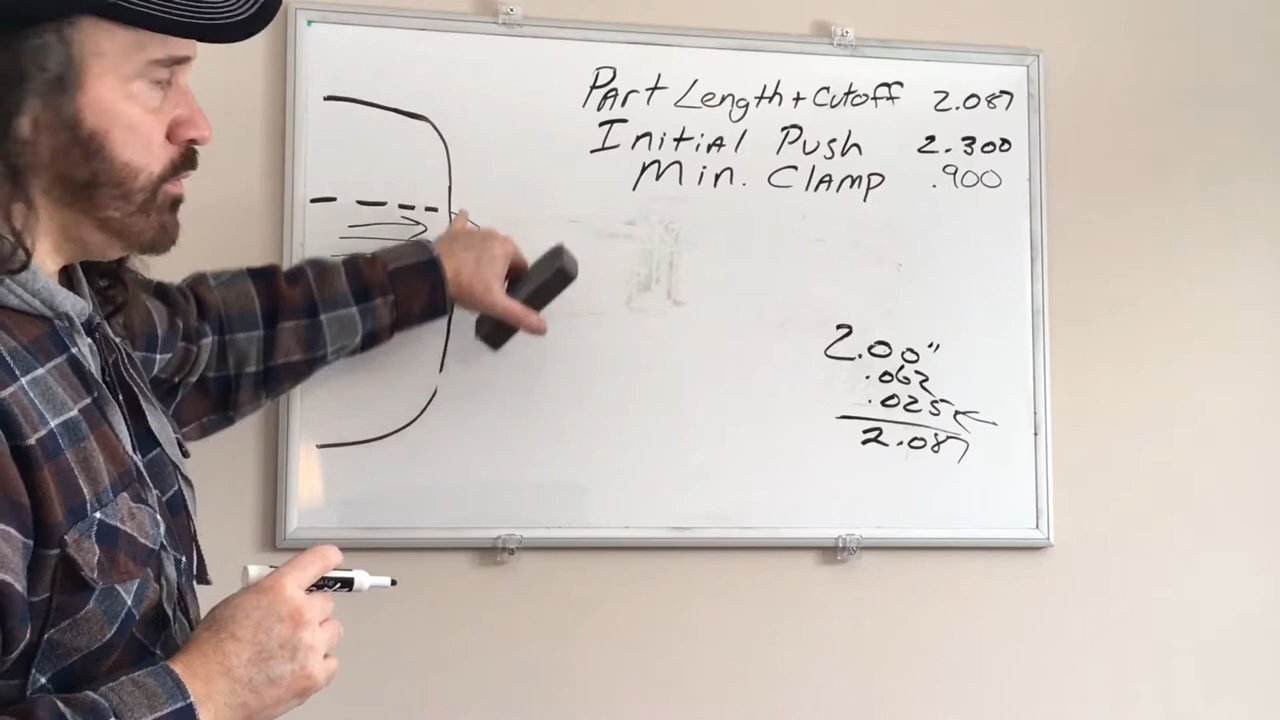 Part Length + Cutoff 2.087
Initial Push 2.300
Min. Clamp .900
2.00"
.062
.025
2.087